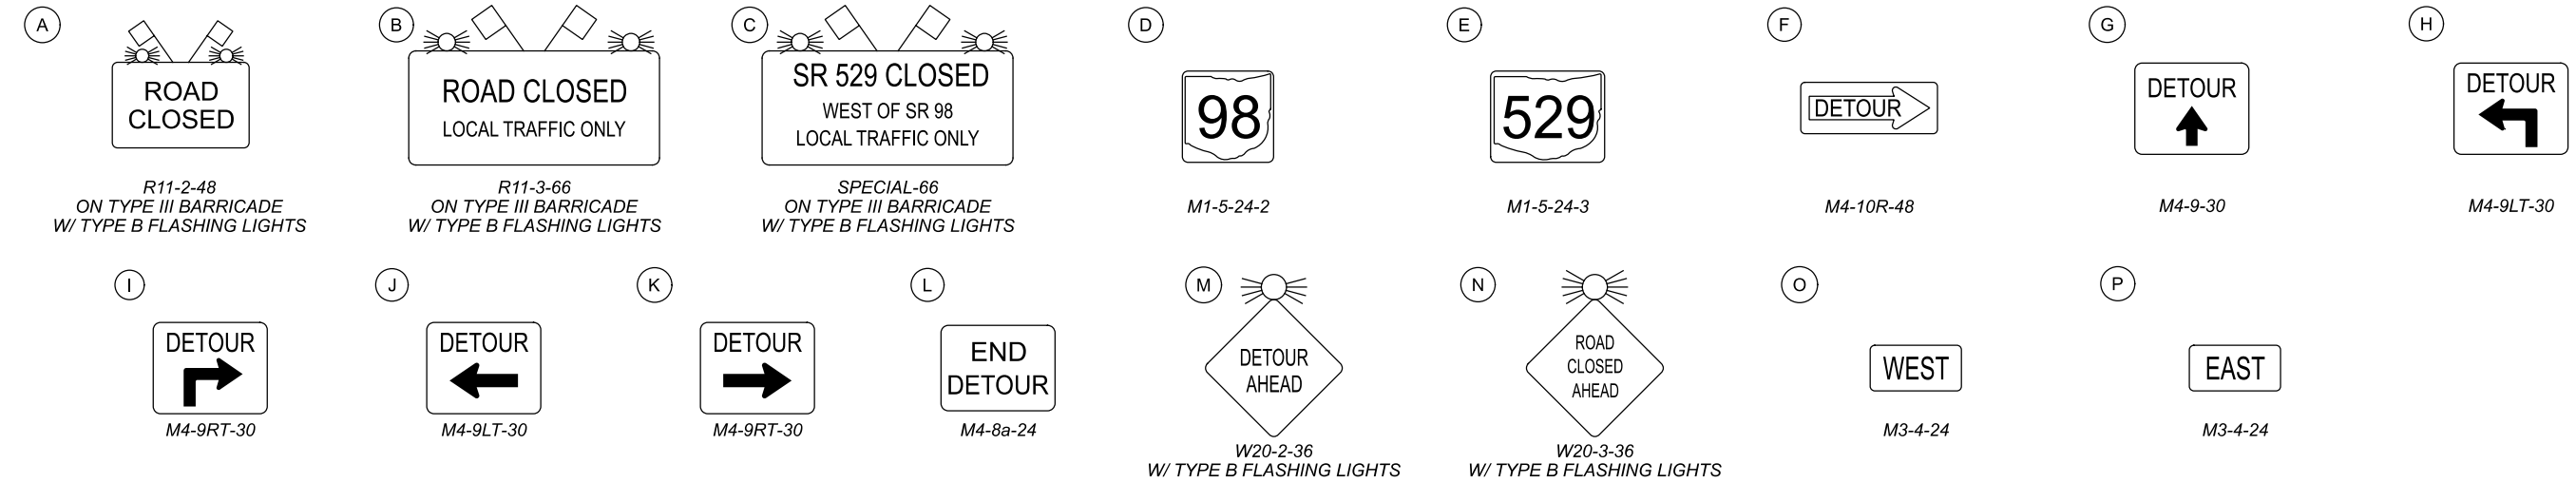 A
ROAD
CLOSED
R11-2-48
ON TYPE III BARRICADE
W/ TYPE B FLASHING LIGHTS
B
ROAD CLOSED
LOCAL TRAFFIC ONLY
R11-3-66
ON TYPE III BARRICADE
W/ TYPE B FLASHING LIGHTS
C
SR 529 CLOSED
WEST OF SR 98
LOCAL TRAFFIC ONLY
SPECIAL-66
ON TYPE III BARRICADE
W/ TYPE B FLASHING LIGHTS
D
98
M1-5-24-2
E
529
M1-5-24-3
F
DETOUR
M4-10R-48
G
DETOUR
M4-9-30
H
DETOUR
M4-9LT-30
I
DETOUR
M4-9RT-30
J
DETOUR
M4-9LT-30
K
DETOUR
M4-9RT-30
L
END
DETOUR
M4-8a-24
M
DETOUR
AHEAD
W20-2-36
W/ TYPE B FLASHING LIGHTS
N
ROAD
CLOSED
AHEAD
W20-3-36
W/ TYPE B FLASHING LIGHTS
O
WEST
M3-4-24
P
EAST
M3-4-24